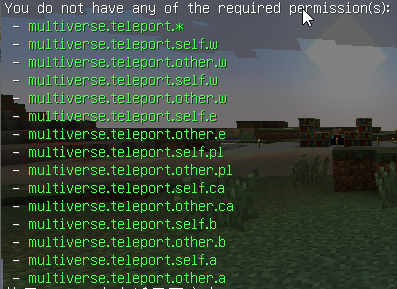 You do not have any of the required permission(s):
- multiverse.teleport.*
- multiverse.teleport.self.w
- multiverse.teleport.other.w
- multiverse.teleport.self.w
- multiverse.teleport.other.w
- multiverse.teleport.self.e
- multiverse.teleport.other.e
- multiverse.teleport.self.pl
- multiverse.teleport.other.pl
- multiverse.teleport.self.ca
- multiverse.teleport.other.ca
- multiverse.teleport.self.b
- multiverse.teleport.other.b
- multiverse.teleport.self.a
- multiverse.teleport.other.a